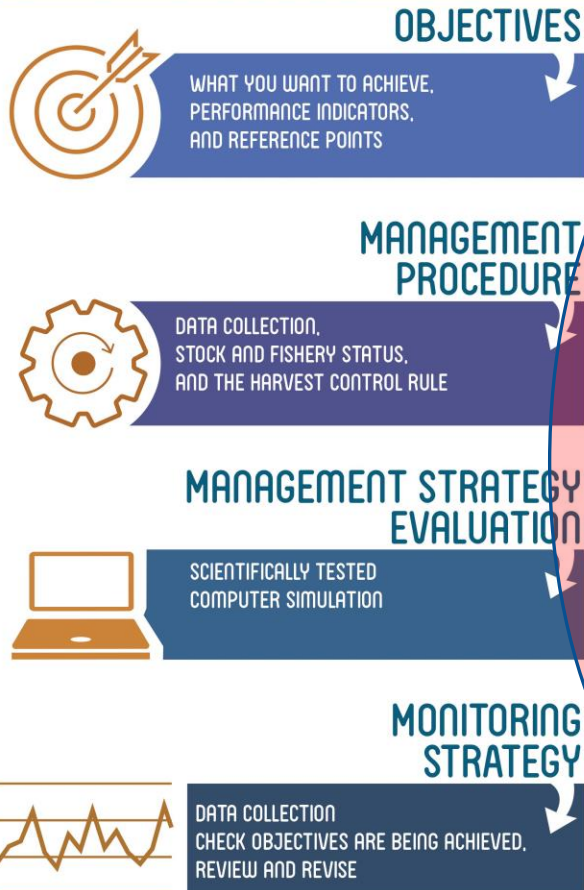 OBJECTIVES
WHAT YOU WANT TO ACHIEVE,
PERFORMANCE INDICATORS,
AND REFERENCE POINTS
MANAGEMENT
PROCEDURE
DATA COLLECTION,
STOCK AND FISHERY STATUS,
AND THE HARVEST CONTROL RULE
MANAGEMENT STRATEGY
EVALUATION
SCIENTIFICALLY TESTED
COMPUTER SIMULATION
MONITORING
STRATEGY
DATA COLLECTION
CHECK OBJECTIVES ARE BEING ACHIEVED,
REVIEW AND REVISE